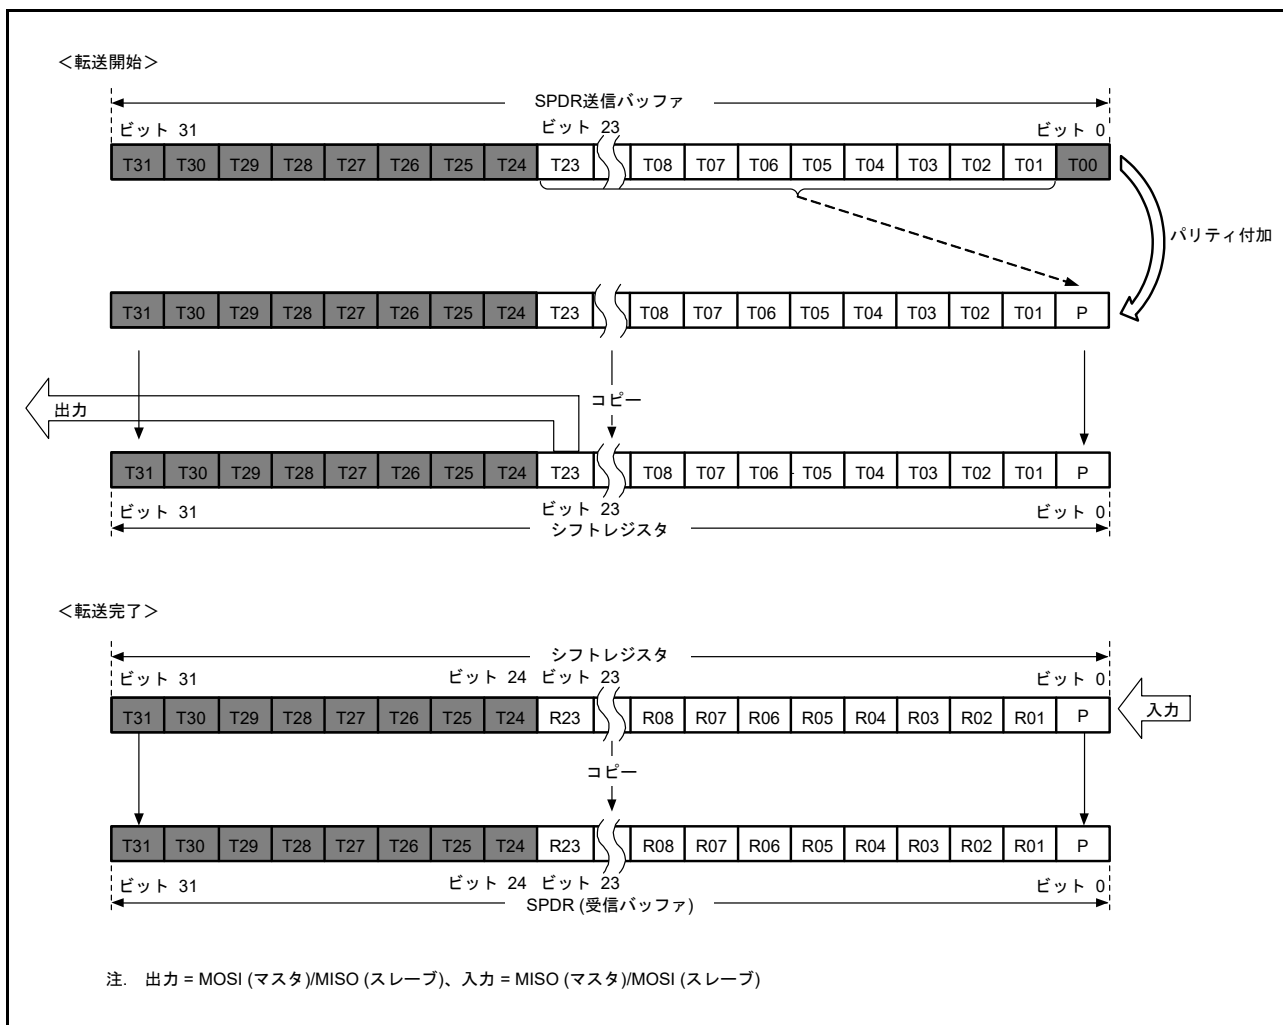 <転送開始>
SPDR送信バッファ
ビット 31 ビット 23 ビット 0
T31 T30 T29 T28 T27 T26 T25 T24 T23 T08 T07 T06 T05 T04 T03 T02 T01 T00
パリティ付加
T31 T30 T29 T28 T27 T26 T25 T24 T23 T08 T07 T06 T05 T04 T03 T02 T01 P
コピー
出力
T31 T30 T29 T28 T27 T26 T25 T24 T23 T08 T07 T06 T05 T04 T03 T02 T01 P
ビット 31 ビット 23 ビット 0
シフトレジスタ
<転送完了>
シフトレジスタ
ビット 31 ビット 24 ビット 23 ビット 0
T31 T30 T29 T28 T27 T26 T25 T24 R23 R08 R07 R06 R05 R04 R03 R02 R01 P
入力
コピー
T31 T30 T29 T28 T27 T26 T25 T24 R23 R08 R07 R06 R05 R04 R03 R02 R01 P
ビット 31 ビット 24 ビット 23 ビット 0
SPDR (受信バッファ)
注. 出力 = MOSI (マスタ)/MISO (スレーブ)、入力 = MISO (マスタ)/MOSI (スレーブ)